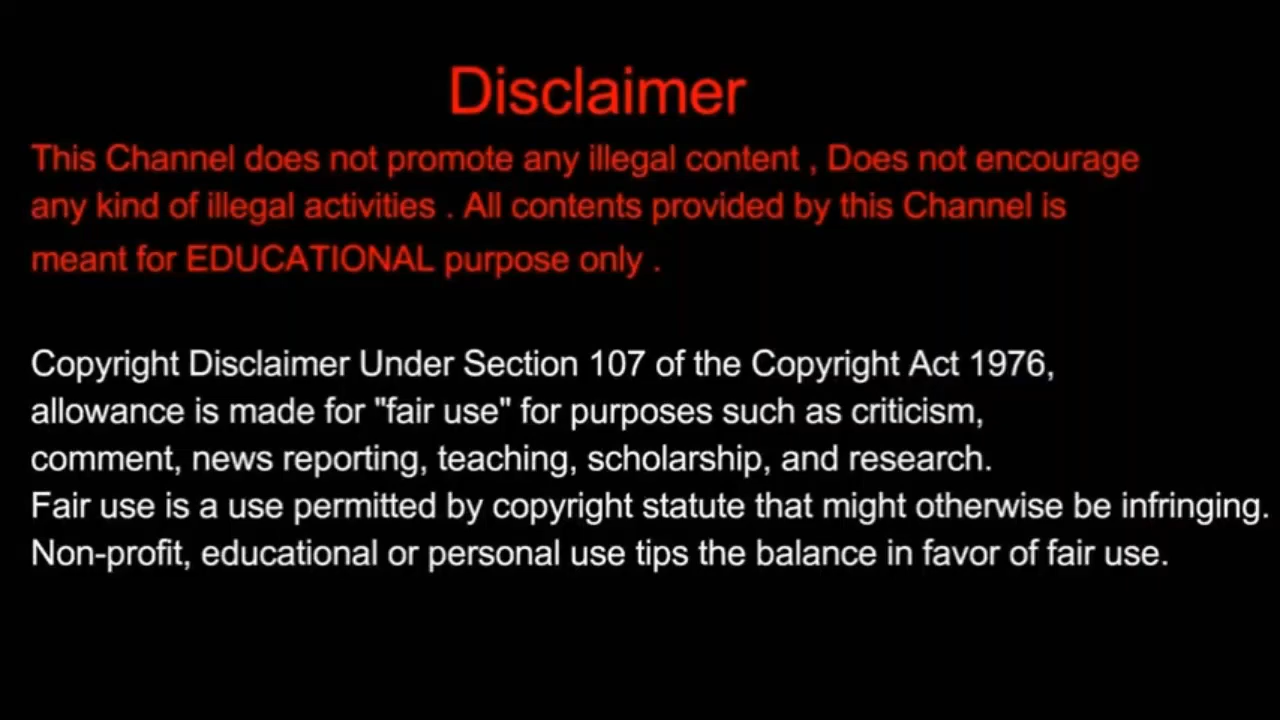 Disclaimer
This Channel does not promote any illegal content , Does not encourage
any kind of illegal activities . All contents provided by this Channel is
meant for EDUCATIONAL purpose only .
Copyright Disclaimer Under Section 107 of the Copyright Act 1976,
allowance is made for "fair use" for purposes such as criticism,
comment, news reporting, teaching, scholarship, and research.
Fair use is a use permitted by copyright statute that might otherwise be infringing.
Non-profit, educational or personal use tips the balance in favor of fair use.